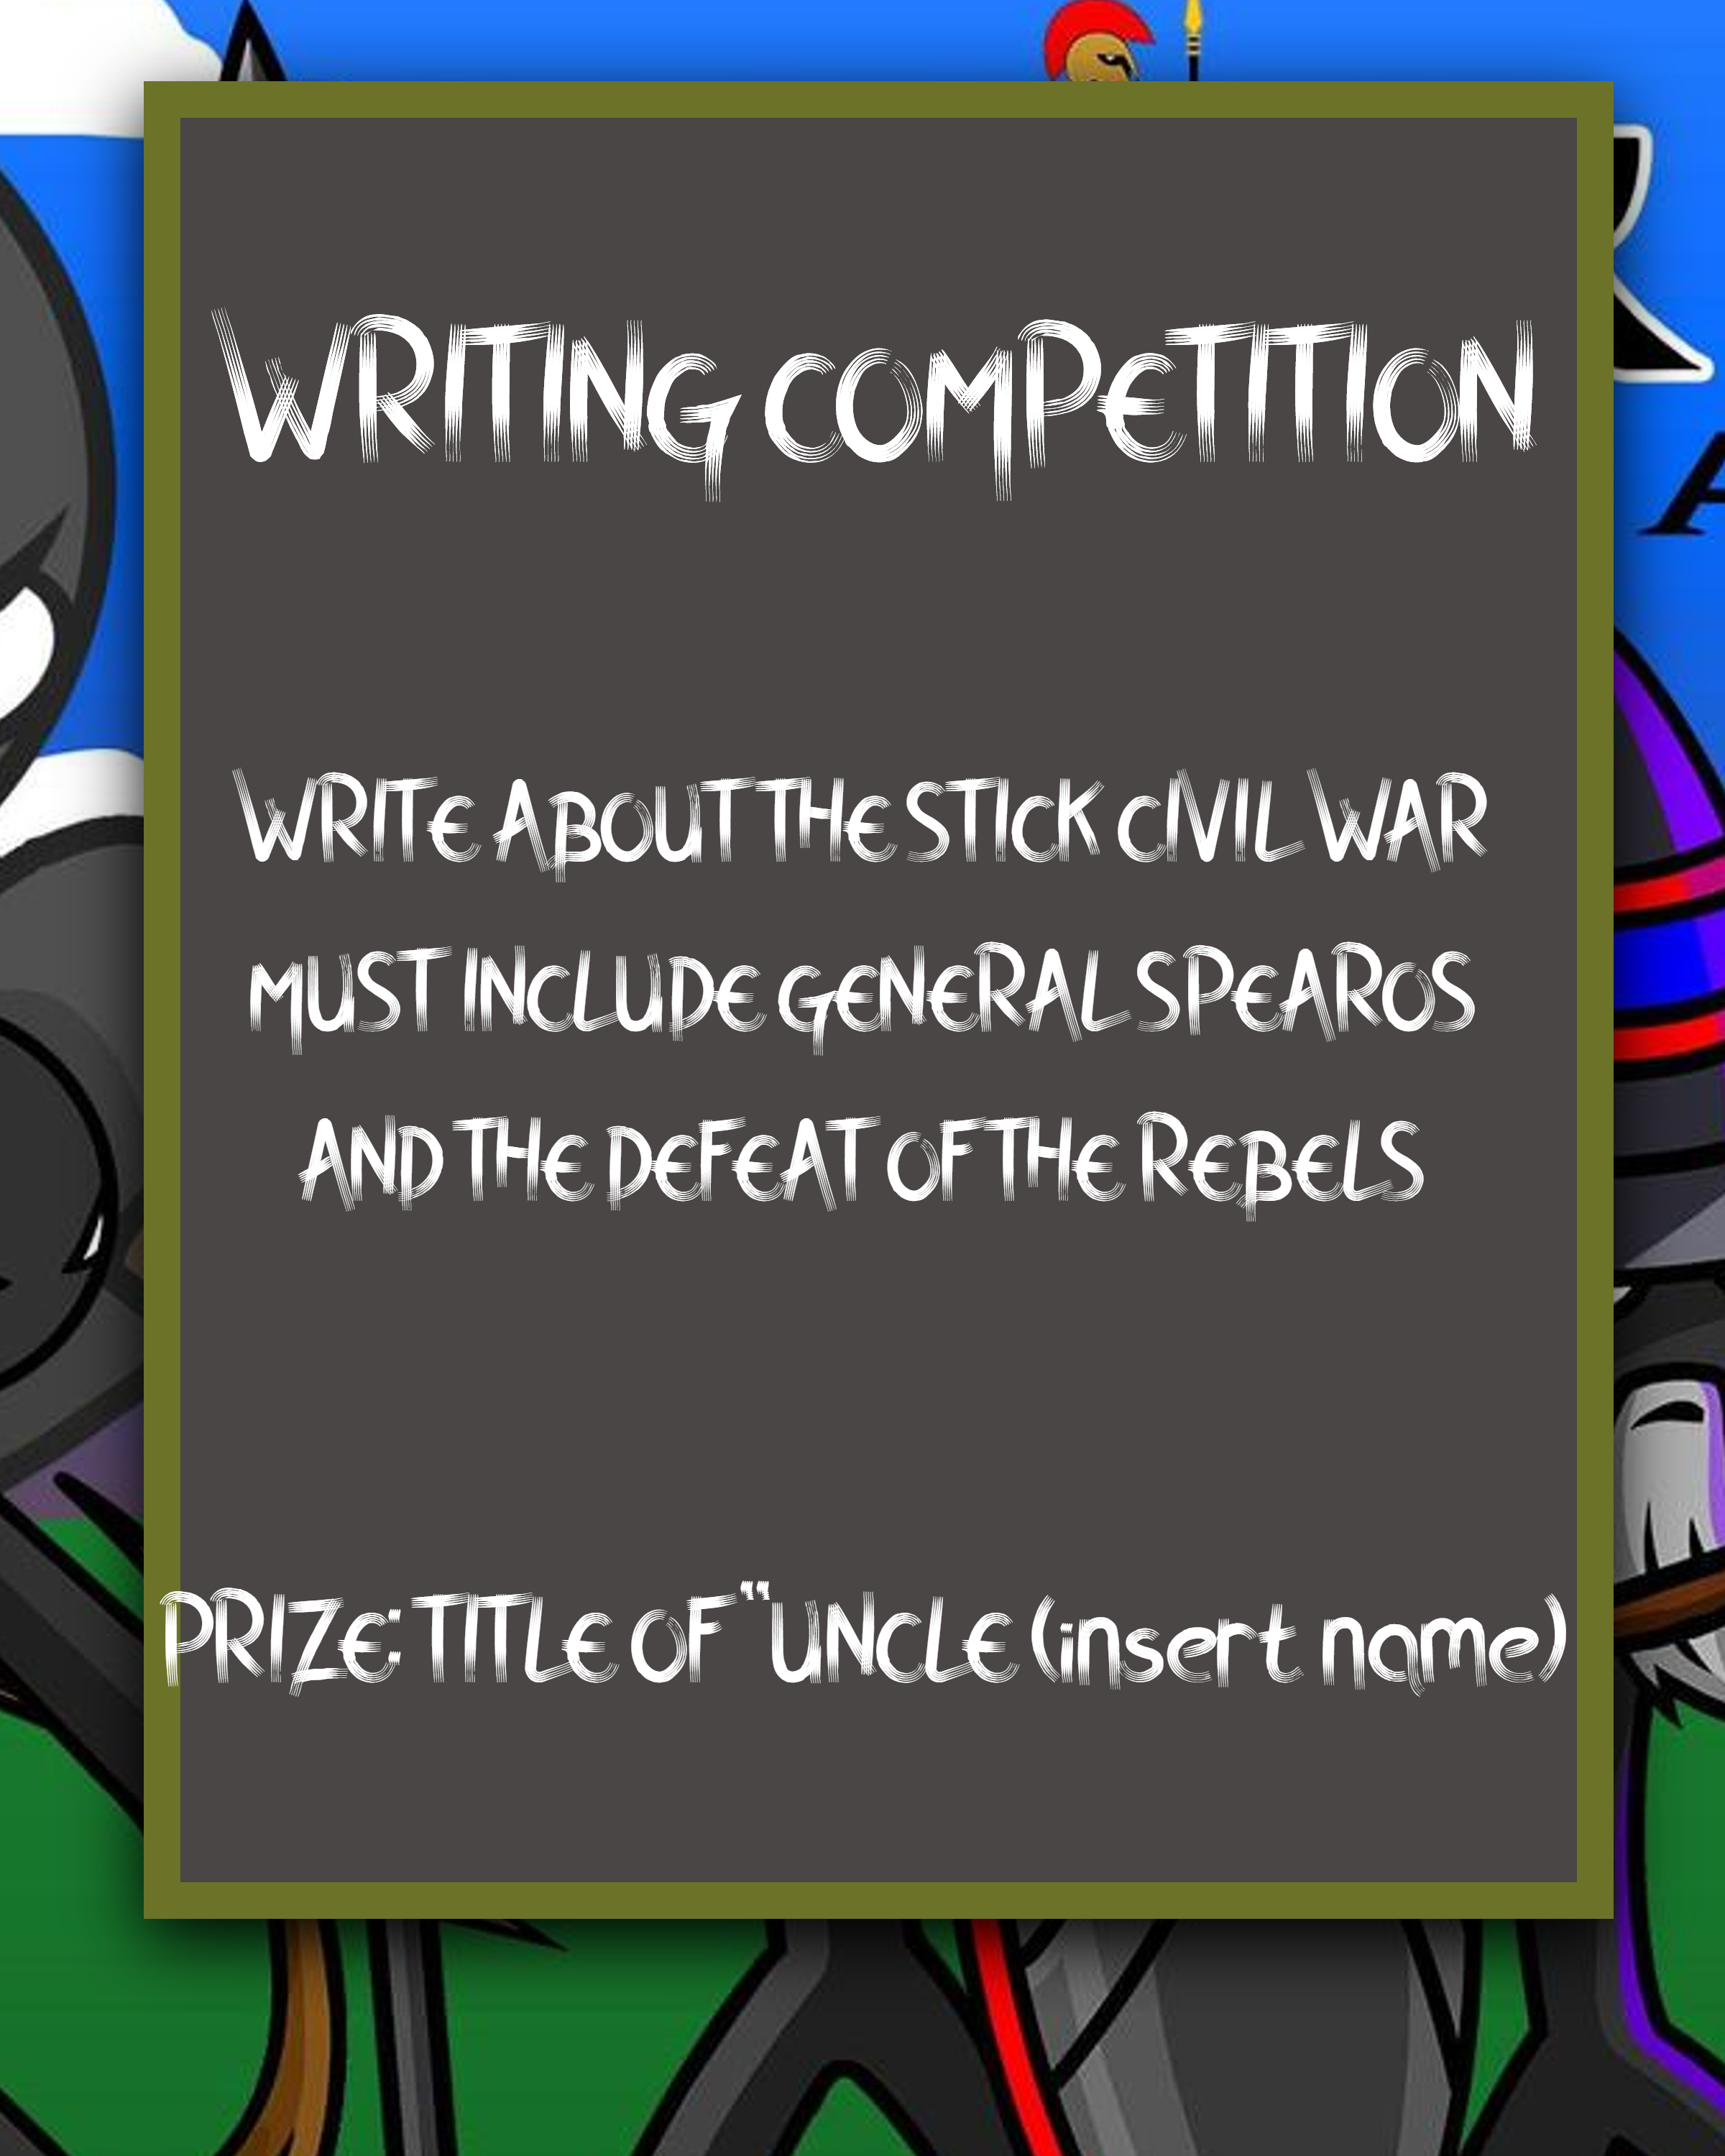 WRITING COMPETITION
WRITE ABOUT THE STICK CIVIL WAR
MUST INCLUDE GENERAL SPEAROS
AND THE DEFEAT OF THE REBELS
PRIZE: TITLE OF "UNCLE (insert name)